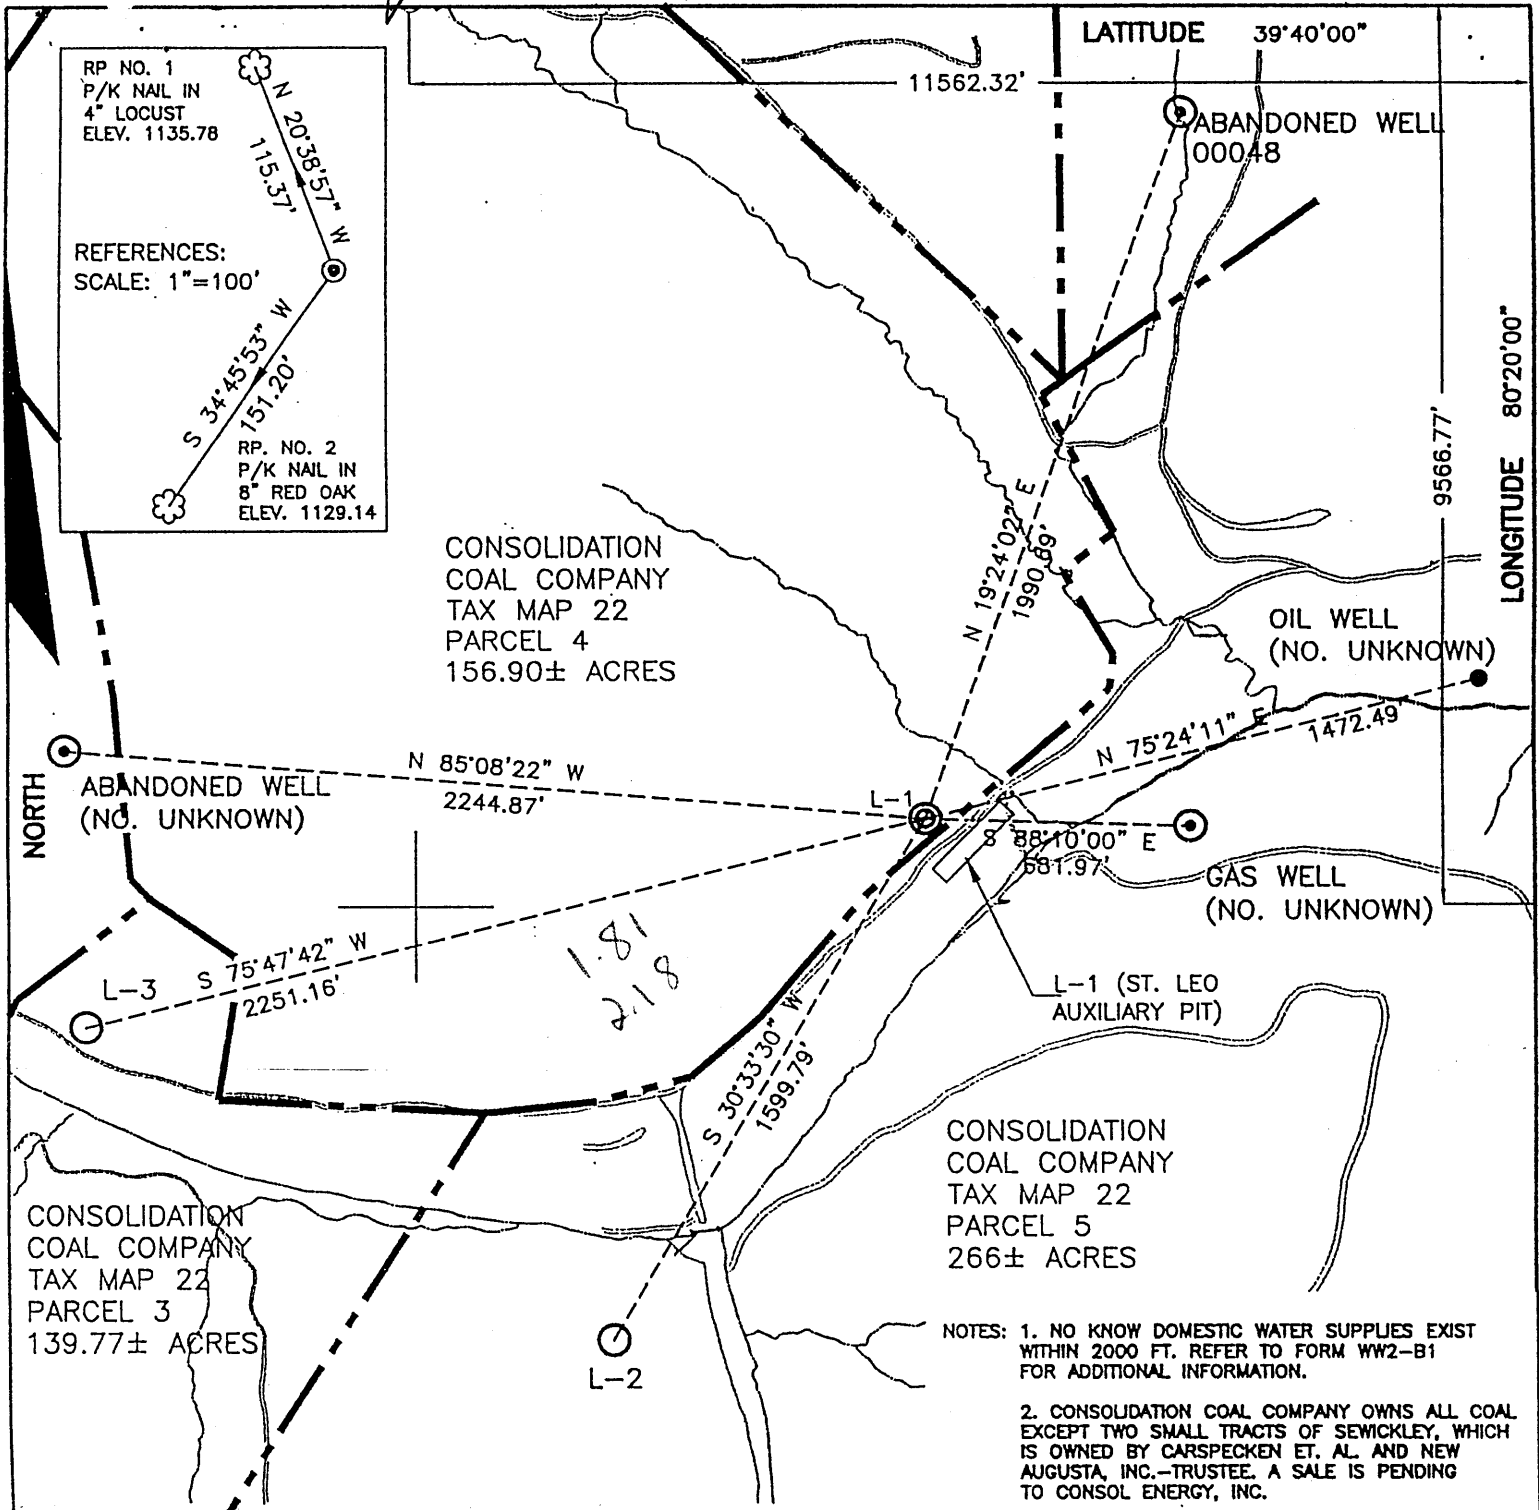 LATITUDE 39°40'00"
11562.32'
RP NO. 1
P/K NAIL IN
4" LOCUST
ELEV. 1135.78
N 20°38'57" W
115.37'
REFERENCES:
SCALE: 1"=100'
S 34°45'53" W
151.20'
RP. NO. 2
P/K NAIL IN
8" RED OAK
ELEV. 1129.14
ABANDONED WELL
00048
9566.77'
LONGITUDE 80°20'00"
CONSOLIDATION
COAL COMPANY
TAX MAP 22
PARCEL 4
156.90± ACRES
N 19°24'02" E
1990.89'
OIL WELL
(NO. UNKNOWN)
N 75°24'11" E
1472.49'
NORTH
ABANDONED WELL
(NO. UNKNOWN)
N 85°08'22" W
2244.87'
L-1
S 88°10'00" E
681.97'
GAS WELL
(NO. UNKNOWN)
L-3
S 75°47'42" W
2251.16'
1.81
2.18
L-1 (ST. LEO
AUXILIARY PIT)
S 30°33'30" W
1599.79'
CONSOLIDATION
COAL COMPANY
TAX MAP 22
PARCEL 5
266± ACRES
CONSOLIDATION
COAL COMPANY
TAX MAP 22
PARCEL 3
139.77± ACRES
L-2
NOTES: 1. NO KNOW DOMESTIC WATER SUPPLIES EXIST
WITHIN 2000 FT. REFER TO FORM WW2-B1
FOR ADDITIONAL INFORMATION.
2. CONSOLIDATION COAL COMPANY OWNS ALL COAL
EXCEPT TWO SMALL TRACTS OF SEWICKLEY, WHICH
IS OWNED BY CARSPECKEN ET. AL. AND NEW
AUGUSTA, INC.-TRUSTEE. A SALE IS PENDING
TO CONSOL ENERGY, INC.